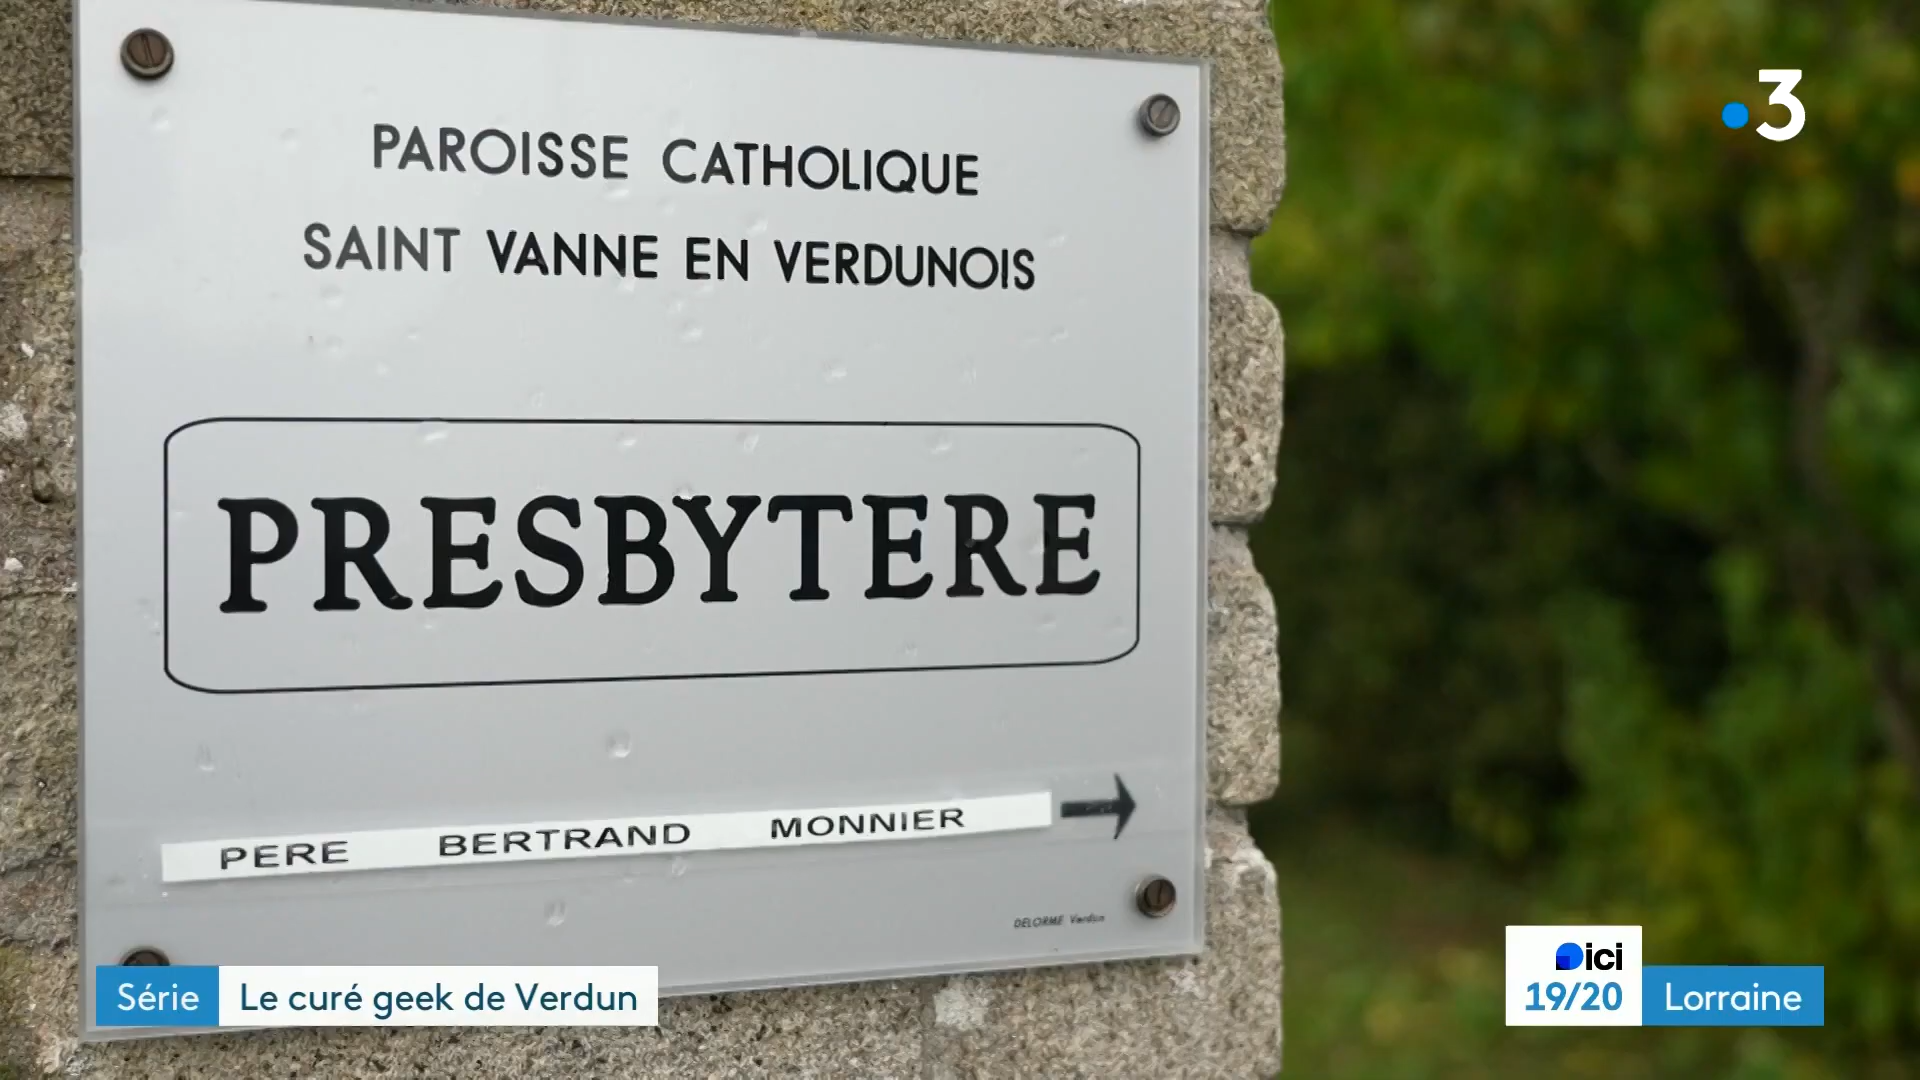 3
PAROISSE CATHOLIQUE
SAINT VANNE EN VERDUNOIS
PRESBYTERE
PERE BERTRAND MONNIER
DELORME Verdun
Série Le curé geek de Verdun
ici
19/20 Lorraine